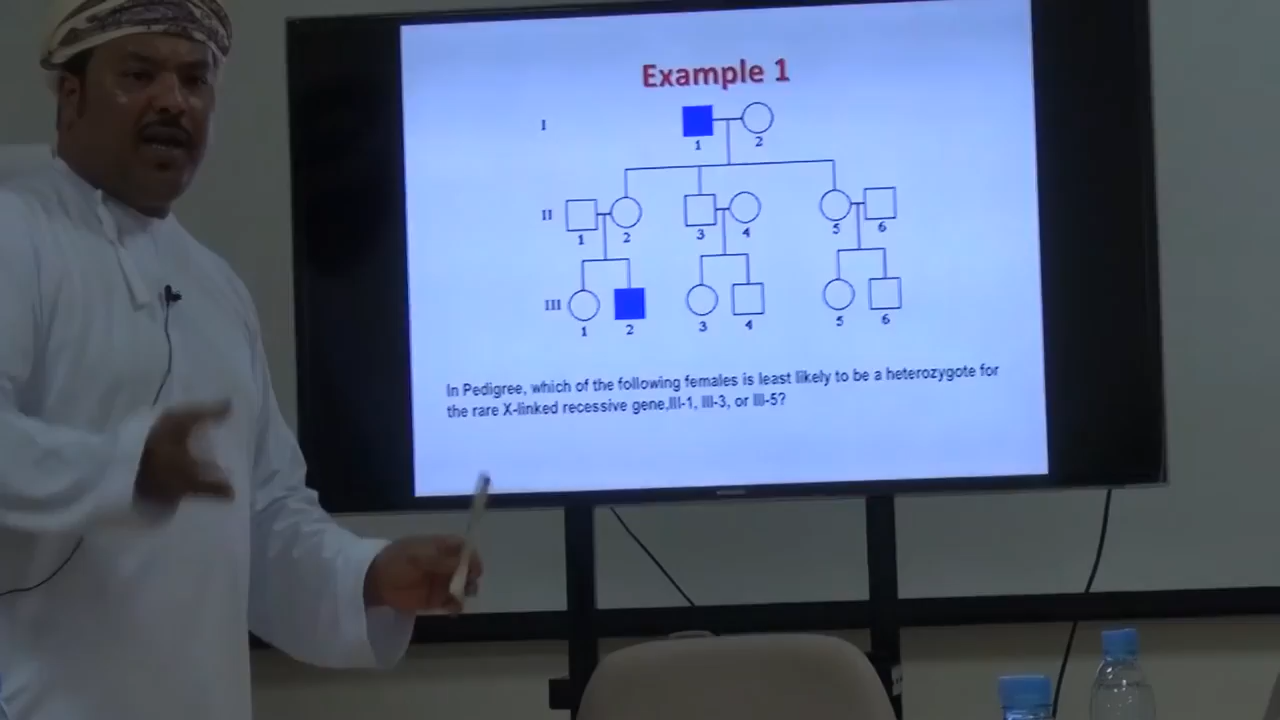 Example 1
I
1 2
II
1 2 3 4 5 6
III
1 2 3 4 5 6
In Pedigree, which of the following females is least likely to be a heterozygote for
the rare X-linked recessive gene,III-1, III-3, or III-5?